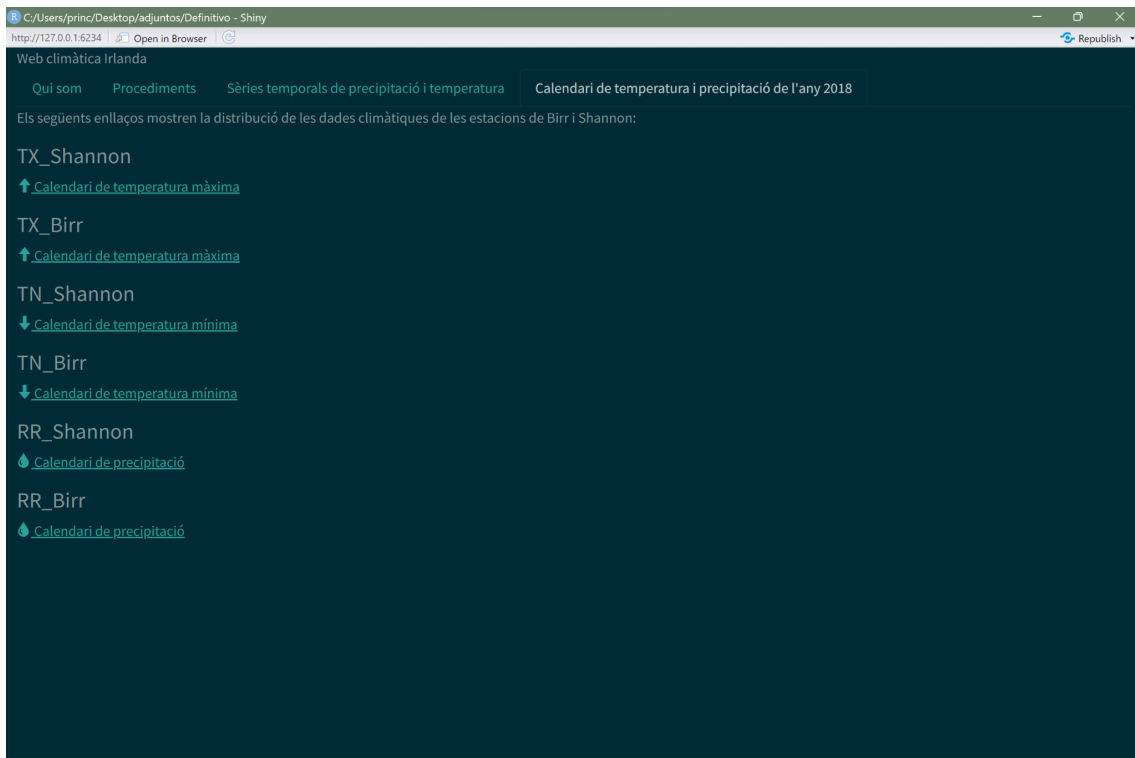 C:/Users/princ/Desktop/adjuntos/Definitivo - Shiny
http://127.0.0.1:6234 Open in Browser Republish
Web climàtica Irlanda
Qui som Procediments Sèries temporals de precipitació i temperatura Calendari de temperatura i precipitació de l'any 2018
Els següents enllaços mostren la distribució de les dades climàtiques de les estacions de Birr i Shannon:
TX_Shannon
Calendari de temperatura màxima
TX_Birr
Calendari de temperatura màxima
TN_Shannon
Calendari de temperatura mínima
TN_Birr
Calendari de temperatura mínima
RR_Shannon
Calendari de precipitació
RR_Birr
Calendari de precipitació